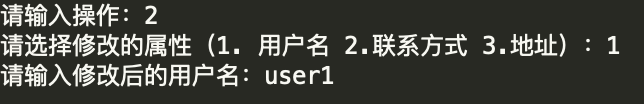 请输入操作：2
请选择修改的属性（1. 用户名 2.联系方式 3.地址）：1
请输入修改后的用户名：user1